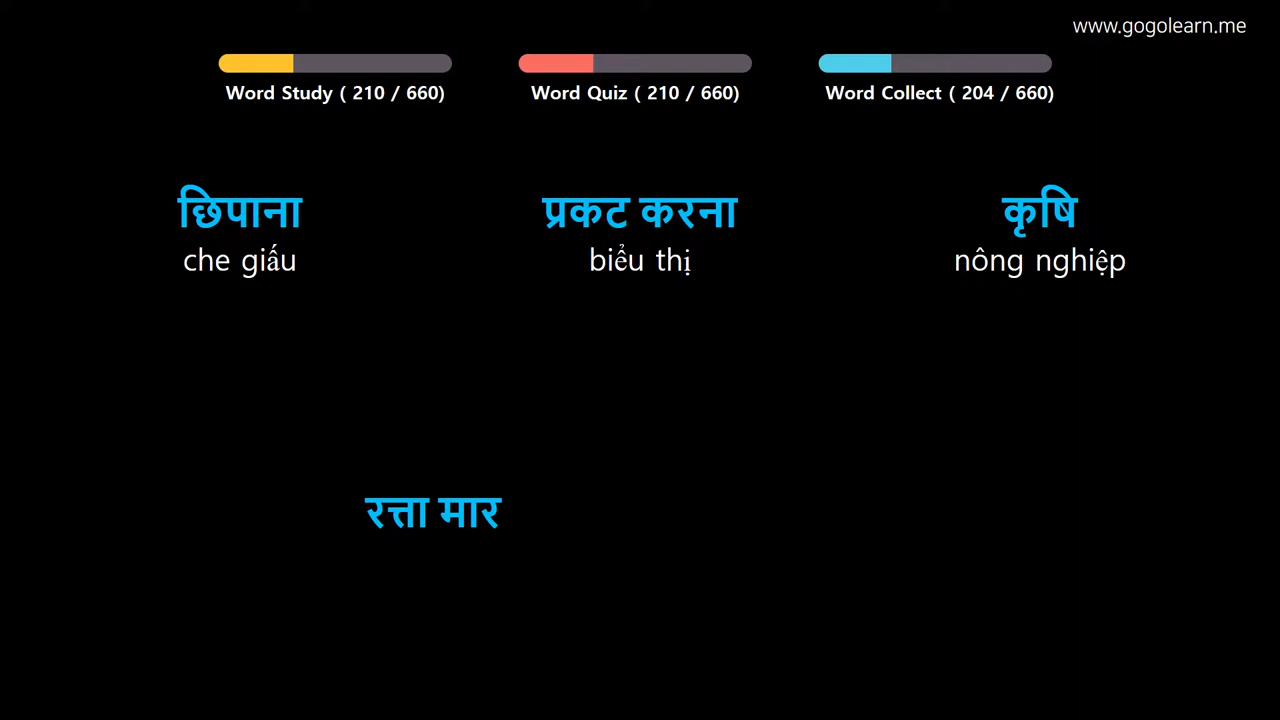 www.gogolearn.me
Word Study ( 210 / 660)
Word Quiz ( 210 / 660)
Word Collect ( 204 / 660)
छिपाना
प्रकट करना
कृषि
che giấu
biểu thị
nông nghiệp
रत्ता मार